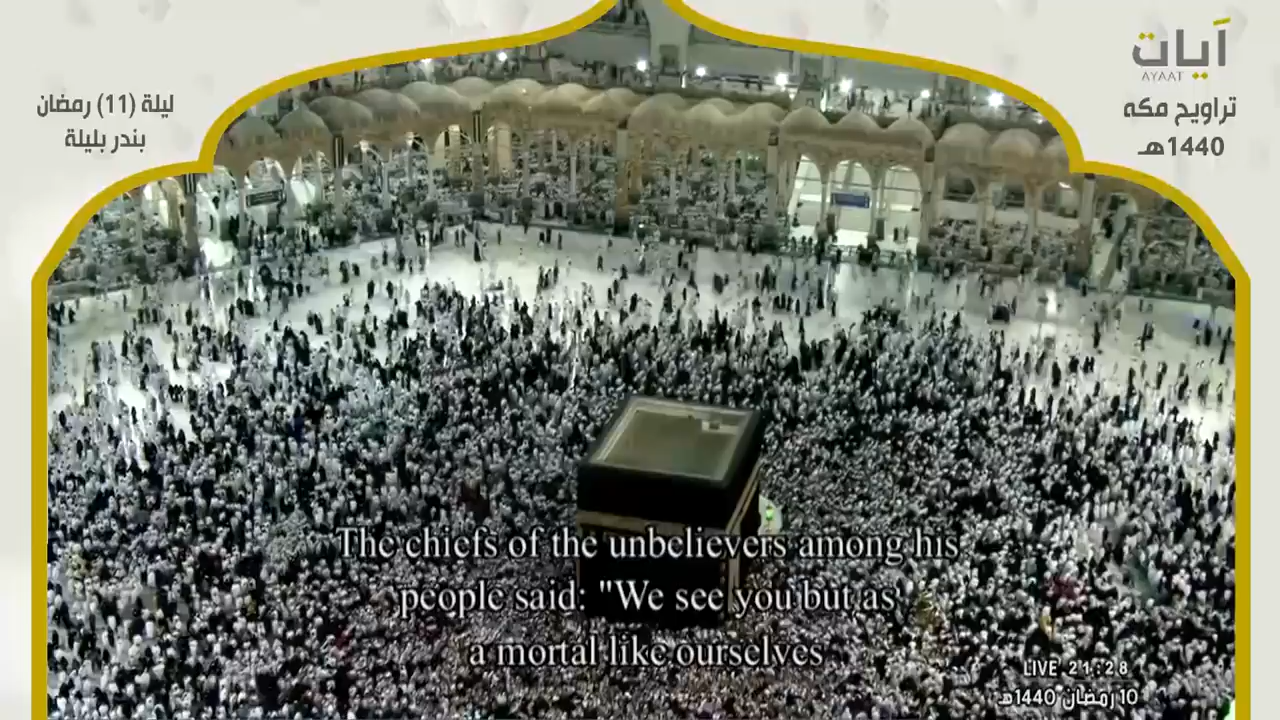 آيات
AYAAT
تراويح مكه
1440هـ
ليلة (11) رمضان
بندر بليلة
The chiefs of the unbelievers among his
people said: "We see you but as
a mortal like ourselves
LIVE 21:28
10 رمضان 1440هـ